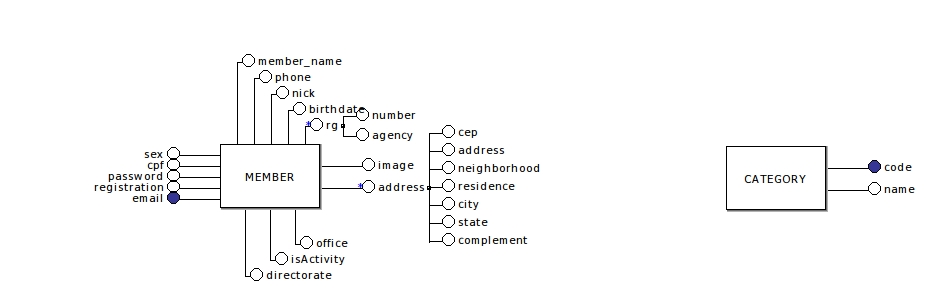 member_name
phone
nick
birthdate
number
* rg
agency
cep
address
neighborhood
residence
city
state
complement
sex
cpf
password
registration
email
MEMBER
image
* address
office
isActivity
directorate
CATEGORY
code
name